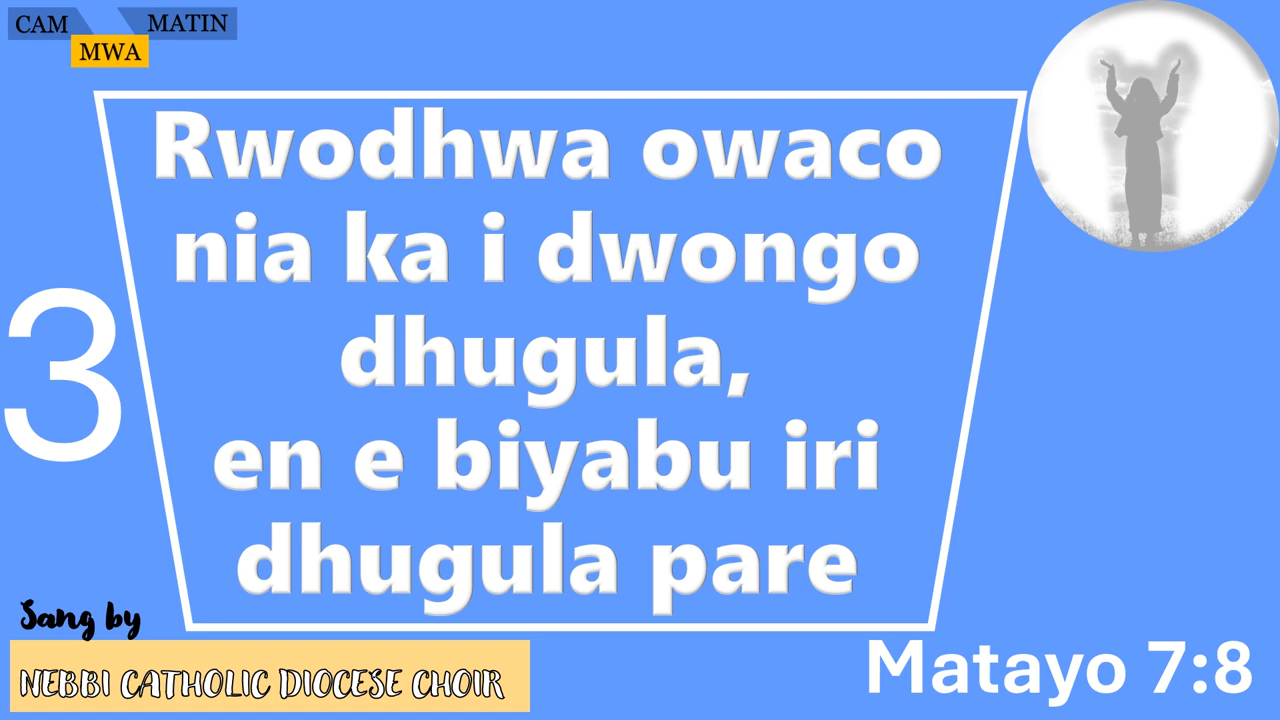 CAM
MATIN
MWA
Rwodhwa owaco
nia ka i dwongo
dhugula,
en e biyabu iri
dhugula pare
3
Sang by
NEBBI CATHOLIC DIOCESE CHOIR
Matayo 7:8